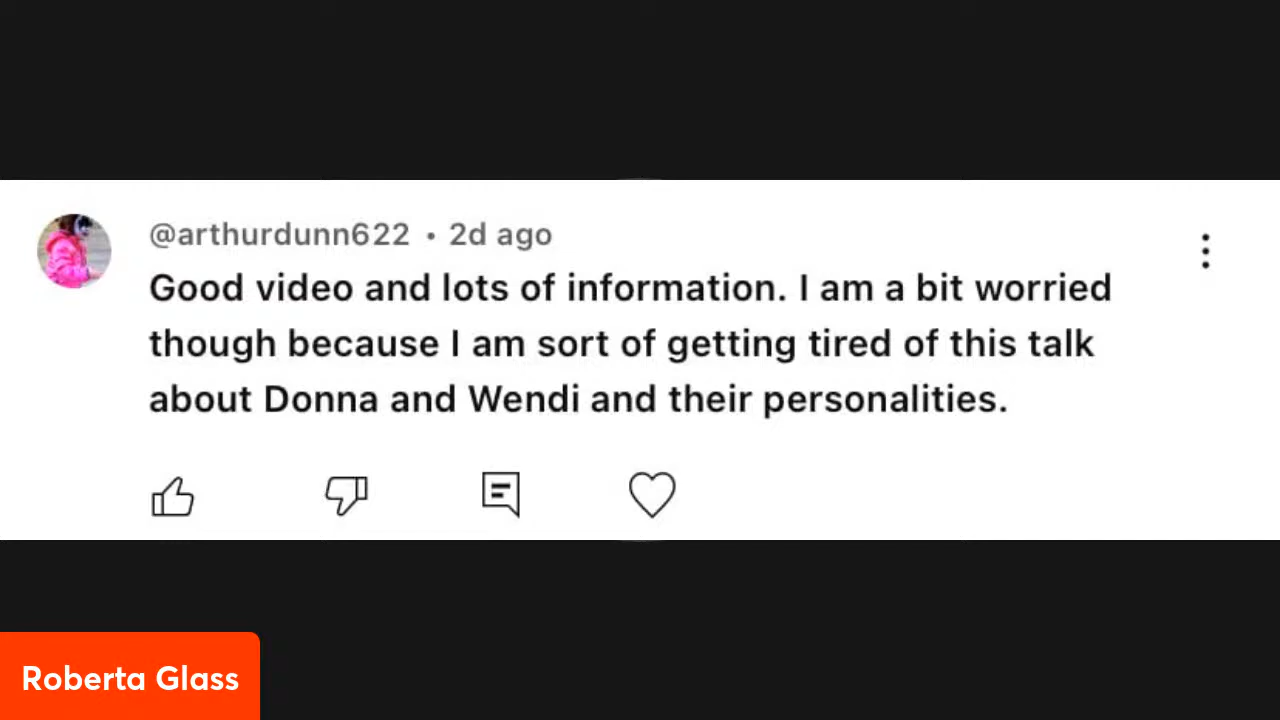 @arthurdunn622 • 2d ago
Good video and lots of information. I am a bit worried
though because I am sort of getting tired of this talk
about Donna and Wendi and their personalities.
Roberta Glass